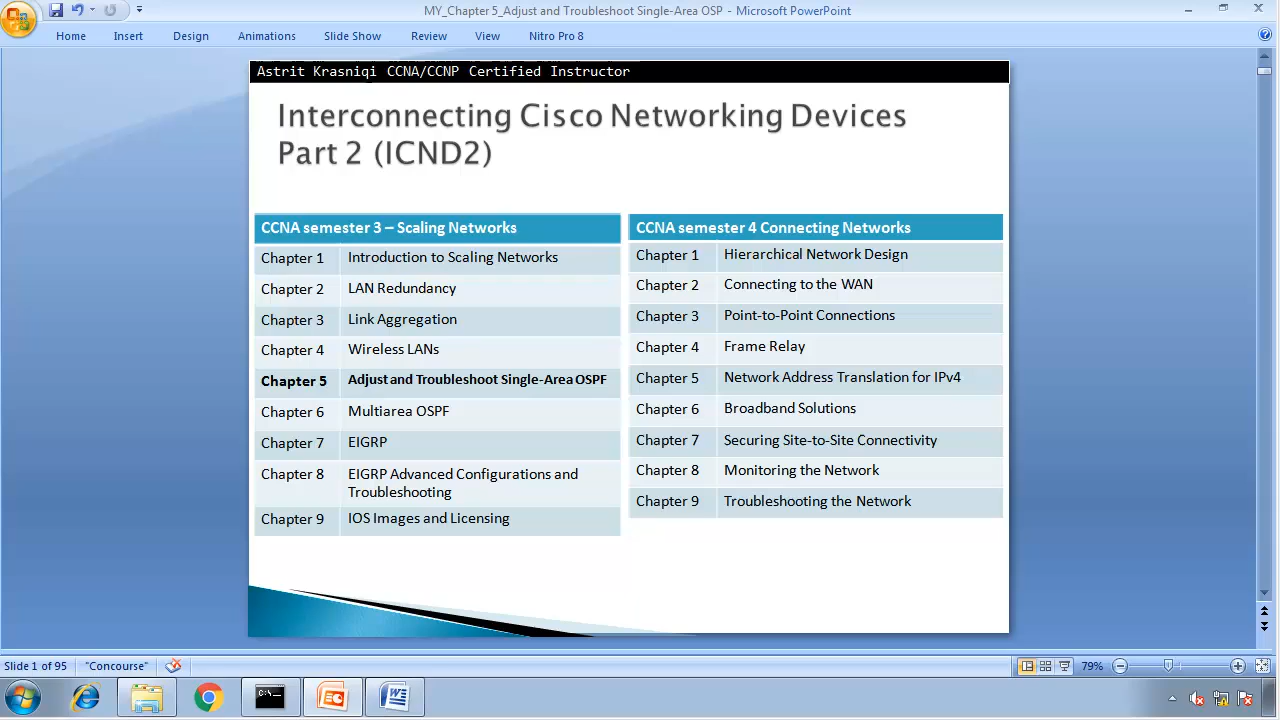 MY_Chapter 5_Adjust and Troubleshoot Single-Area OSPF - Microsoft PowerPoint
Home Insert Design Animations Slide Show Review View Nitro Pro 8
Astrit Krasniqi CCNA/CCNP Certified Instructor
Interconnecting Cisco Networking Devices
Part 2 (ICND2)
CCNA semester 3 – Scaling Networks
Chapter 1 Introduction to Scaling Networks
Chapter 2 LAN Redundancy
Chapter 3 Link Aggregation
Chapter 4 Wireless LANs
Chapter 5 Adjust and Troubleshoot Single-Area OSPF
Chapter 6 Multiarea OSPF
Chapter 7 EIGRP
Chapter 8 EIGRP Advanced Configurations and
Troubleshooting
Chapter 9 IOS Images and Licensing
CCNA semester 4 Connecting Networks
Chapter 1 Hierarchical Network Design
Chapter 2 Connecting to the WAN
Chapter 3 Point-to-Point Connections
Chapter 4 Frame Relay
Chapter 5 Network Address Translation for IPv4
Chapter 6 Broadband Solutions
Chapter 7 Securing Site-to-Site Connectivity
Chapter 8 Monitoring the Network
Chapter 9 Troubleshooting the Network
Slide 1 of 95 "Concourse" 79%